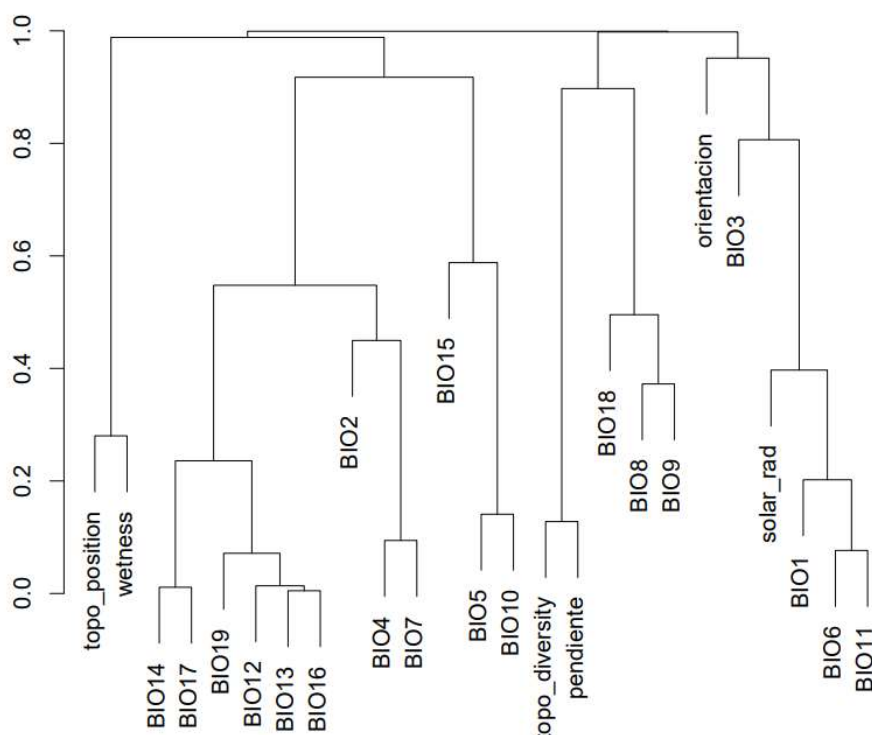 1.0
0.8
0.6
0.4
0.2
0.0
topo_position
wetness
BIO14
BIO17
BIO19
BIO12
BIO13
BIO16
BIO2
BIO4
BIO7
BIO15
BIO5
BIO10
topo_diversity
pendiente
BIO18
BIO8
BIO9
orientacion
BIO3
solar_rad
BIO1
BIO6
BIO11